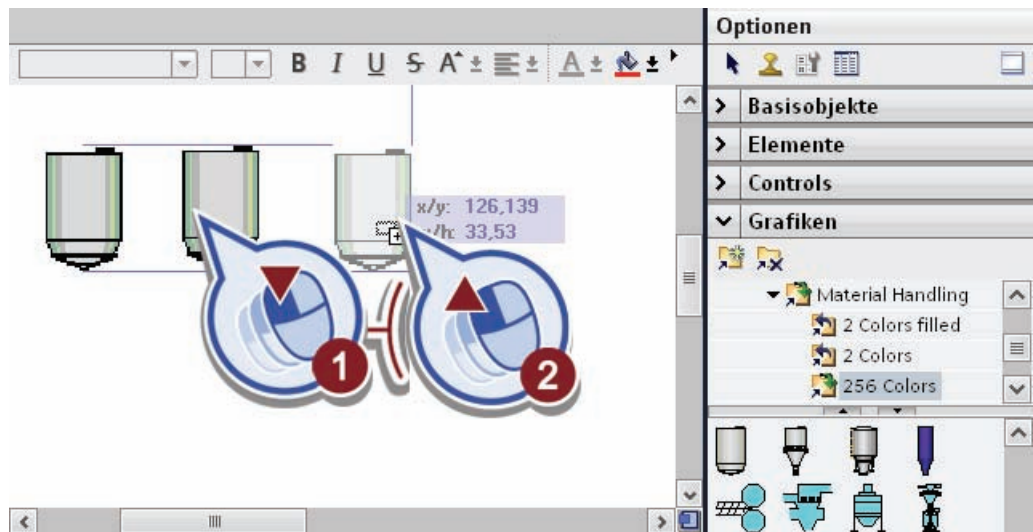 Optionen
B I U S A A
Basisobjekte
Elemente
Controls
x/y: 126,139
/h: 33,53
Grafiken
Material Handling
2 Colors filled
2 Colors
256 Colors
1
2